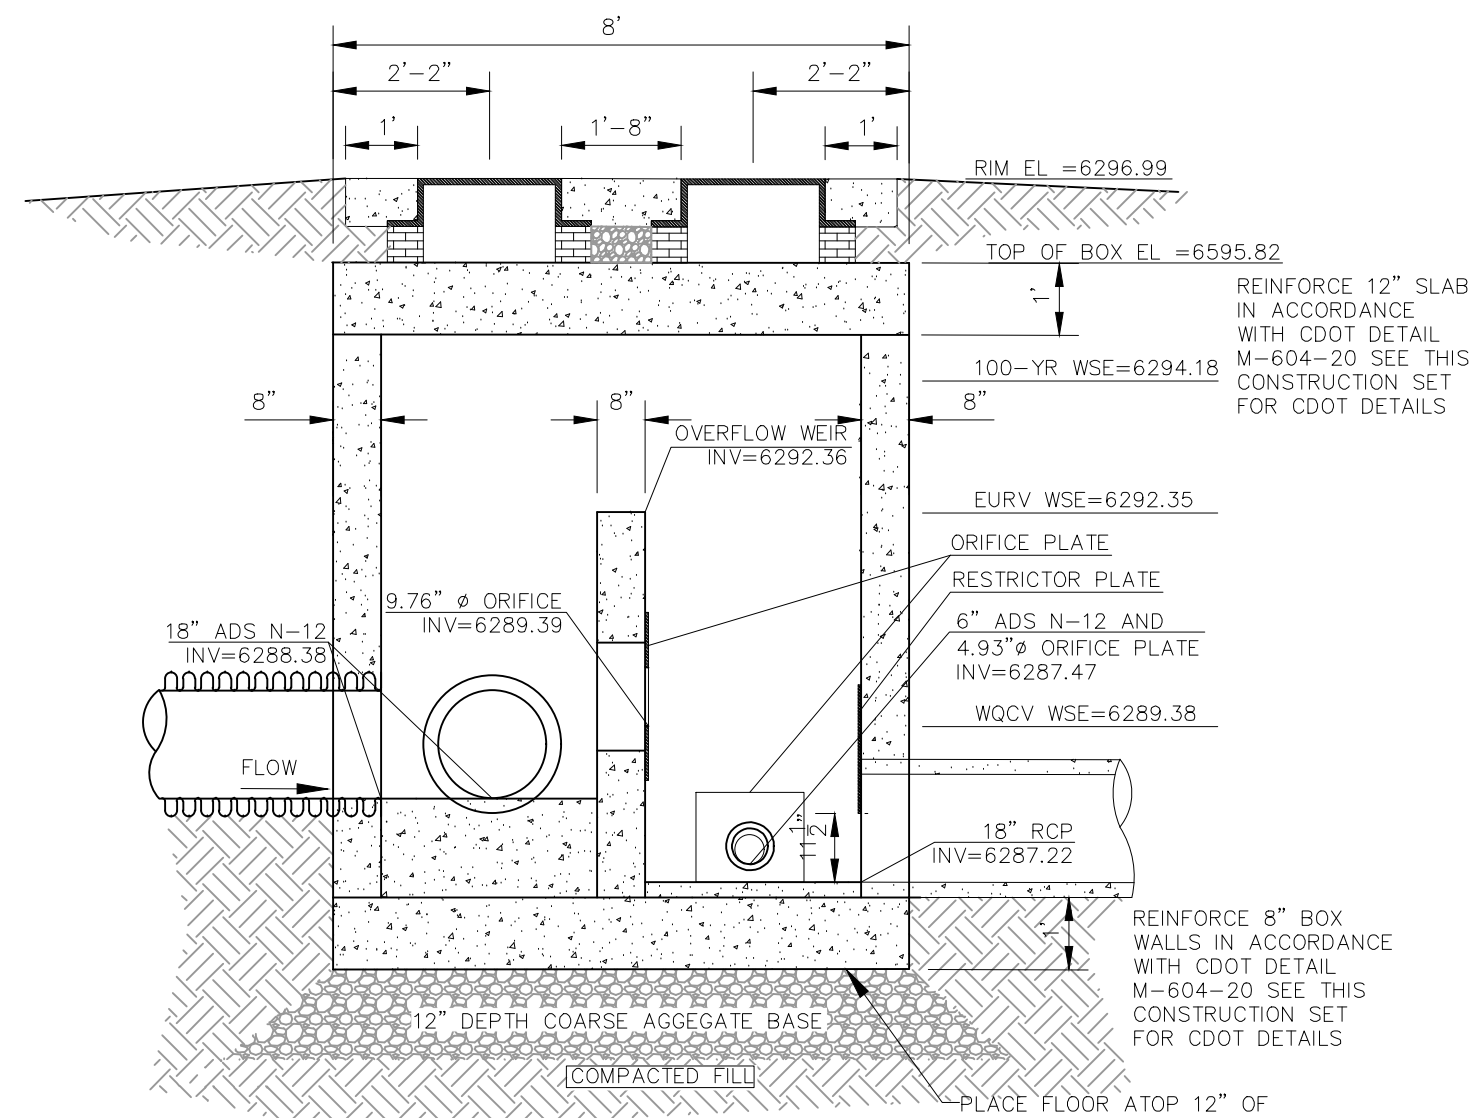 8'
2'-2"
2'-2"
1'
1'-8"
1'
RIM EL =6296.99
TOP OF BOX EL =6595.82
1'
REINFORCE 12" SLAB
IN ACCORDANCE
WITH CDOT DETAIL
M-604-20 SEE THIS
CONSTRUCTION SET
FOR CDOT DETAILS
100-YR WSE=6294.18
8"
8"
8"
OVERFLOW WEIR
INV=6292.36
EURV WSE=6292.35
ORIFICE PLATE
RESTRICTOR PLATE
9.76" ø ORIFICE
INV=6289.39
6" ADS N-12 AND
4.93"ø ORIFICE PLATE
INV=6287.47
18" ADS N-12
INV=6288.38
WQCV WSE=6289.38
FLOW
11 1/2"
18" RCP
INV=6287.22
1'
REINFORCE 8" BOX
WALLS IN ACCORDANCE
WITH CDOT DETAIL
M-604-20 SEE THIS
CONSTRUCTION SET
FOR CDOT DETAILS
12" DEPTH COARSE AGGEGATE BASE
COMPACTED FILL
PLACE FLOOR ATOP 12" OF